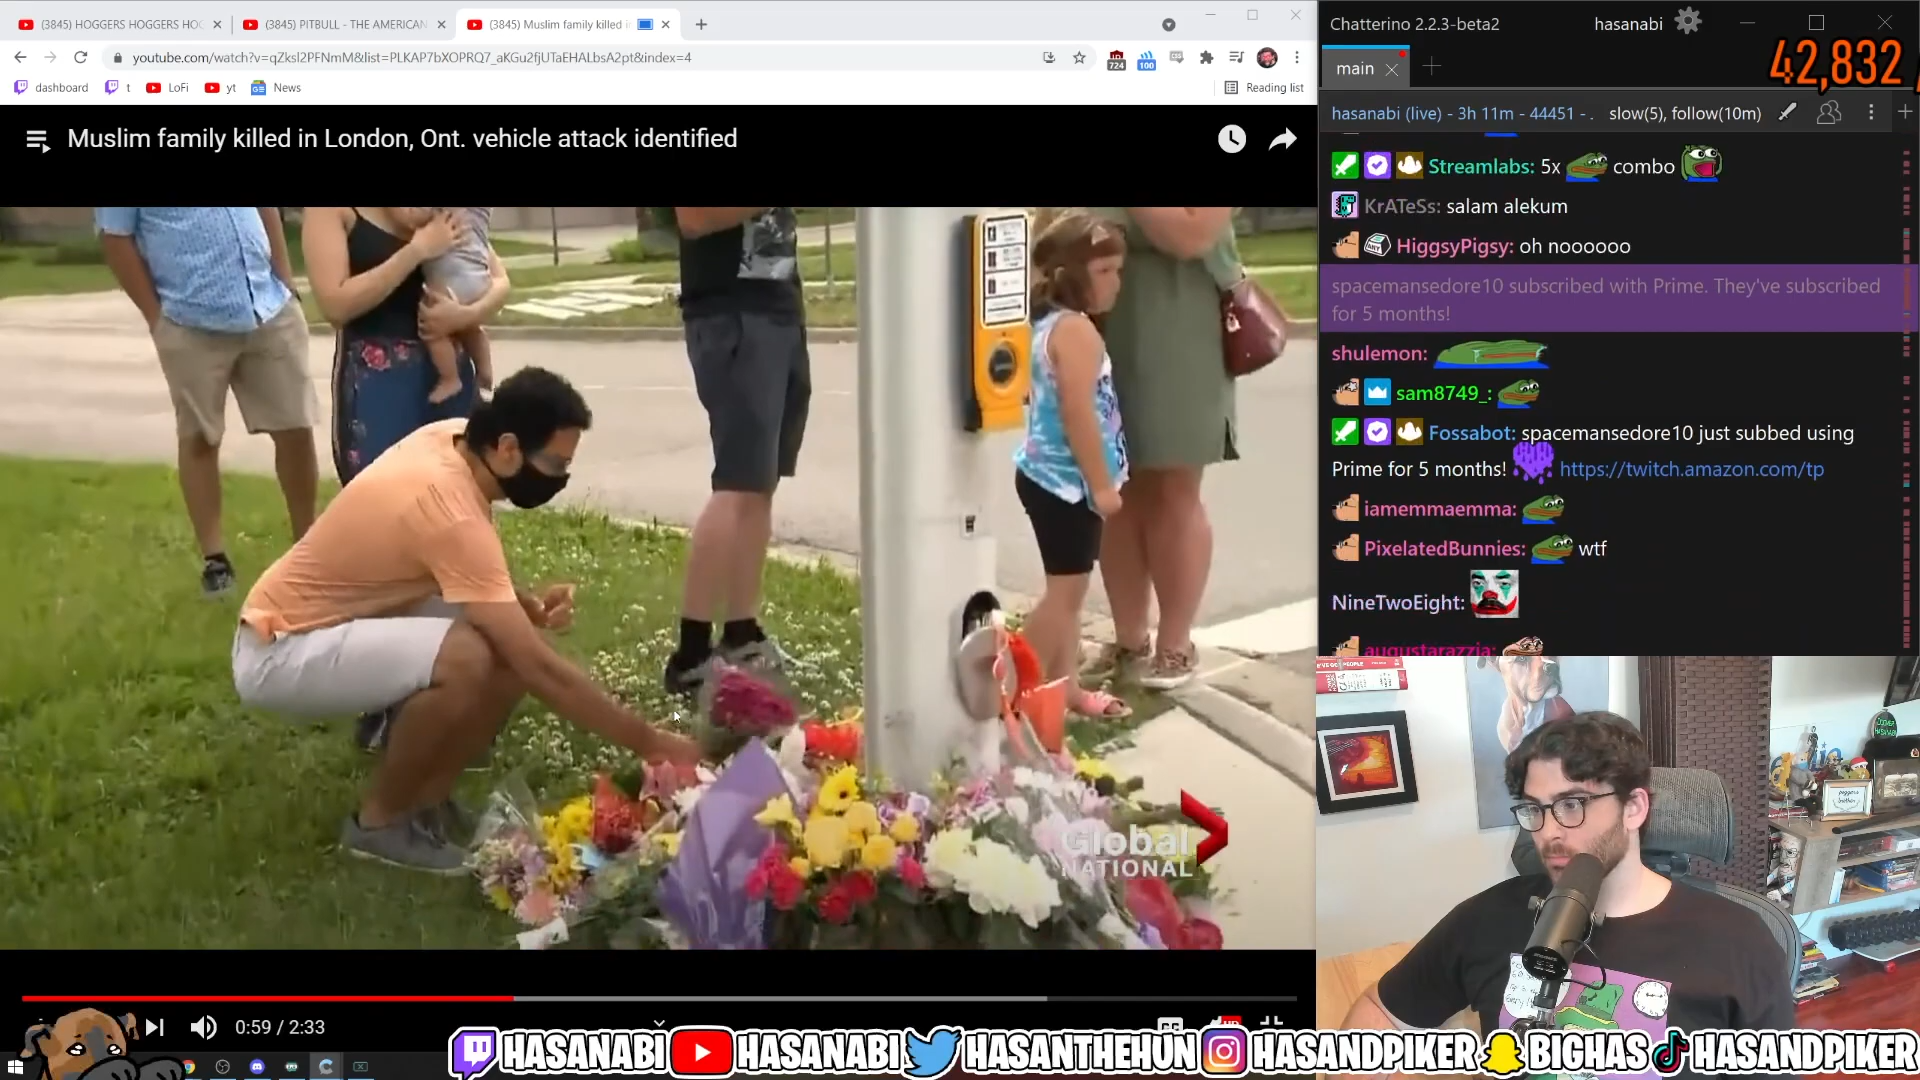 (3845) HOGGERS HOGGERS HO
(3845) PITBULL - THE AMERICAN
(3845) Muslim family killed i
youtube.com/watch?v=qZksl2PFNmM&list=PLKAP7bXOPRQ7_aKGu2fjUTaEHALbsA2pt&index=4
724
100
dashboard
t
LoFi
yt
News
Reading list
Muslim family killed in London, Ont. vehicle attack identified
Global
NATIONAL
0:59 / 2:33
Chatterino 2.2.3-beta2
hasanabi
42,832
main
hasanabi (live) - 3h 11m - 44451 - .
slow(5), follow(10m)
Streamlabs: 5x combo
KrATeSs: salam alekum
HiggsyPigsy: oh noooooo
spacemansedore10 subscribed with Prime. They've subscribed
for 5 months!
shulemon:
sam8749_:
Fossabot: spacemansedore10 just subbed using
Prime for 5 months! https://twitch.amazon.com/tp
iamemmaemma:
PixelatedBunnies: wtf
NineTwoEight:
augustarazzia:
HASANABI
HASANABI
HASANTHEHUN
HASANDPIKER
BIGHAS
HASANDPIKER